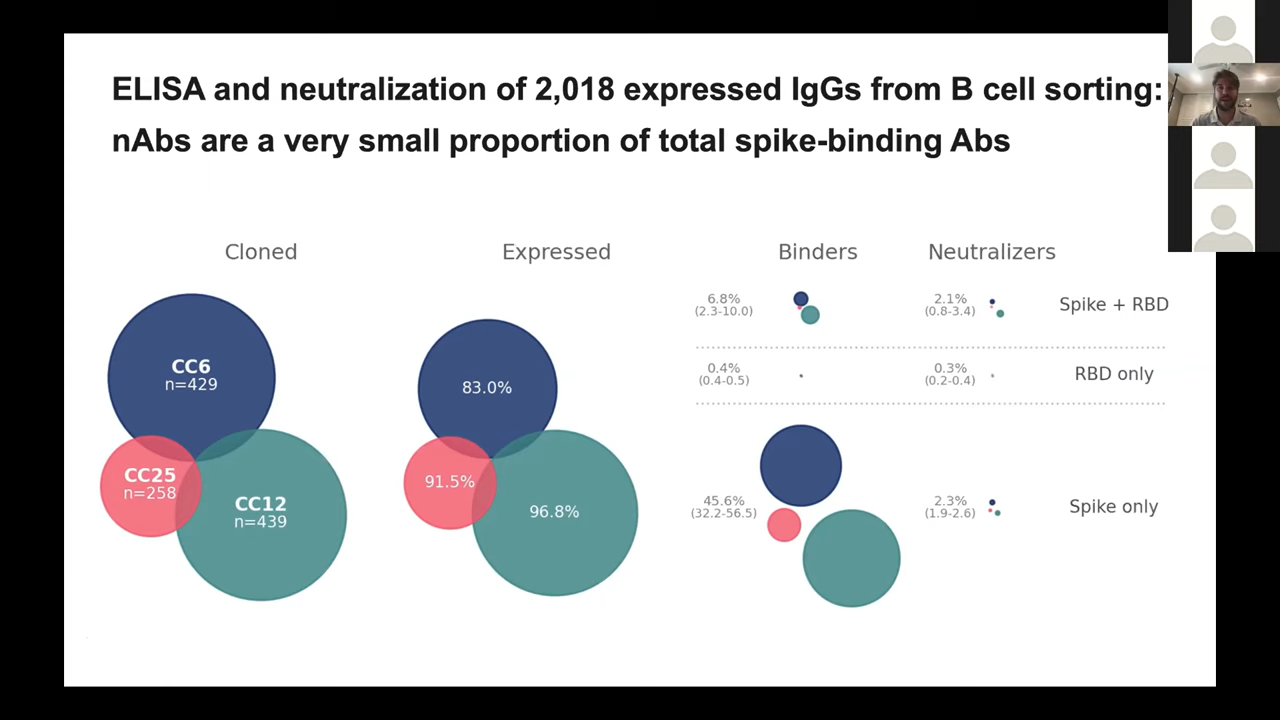 ELISA and neutralization of 2,018 expressed IgGs from B cell sorting:
nAbs are a very small proportion of total spike-binding Abs
Cloned
Expressed
Binders
Neutralizers
CC6
n=429
CC25
n=258
CC12
n=439
83.0%
91.5%
96.8%
6.8%
(2.3-10.0)
2.1%
(0.8-3.4)
Spike + RBD
0.4%
(0.4-0.5)
0.3%
(0.2-0.4)
RBD only
45.6%
(32.2-56.5)
2.3%
(1.9-2.6)
Spike only